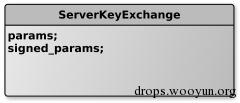 ServerKeyExchange
params;
signed_params;
drops.wooyun.org